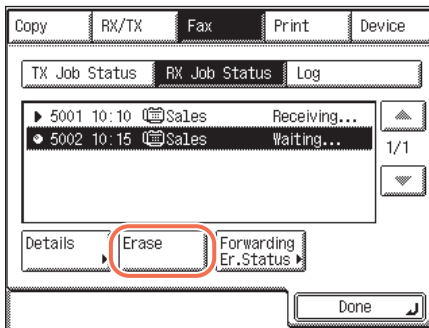 Copy RX/TX Fax Print Device
TX Job Status RX Job Status Log
5001 10:10 Sales Receiving...
5002 10:15 Sales Waiting...
1/1
Details Erase Forwarding
Er.Status
Done